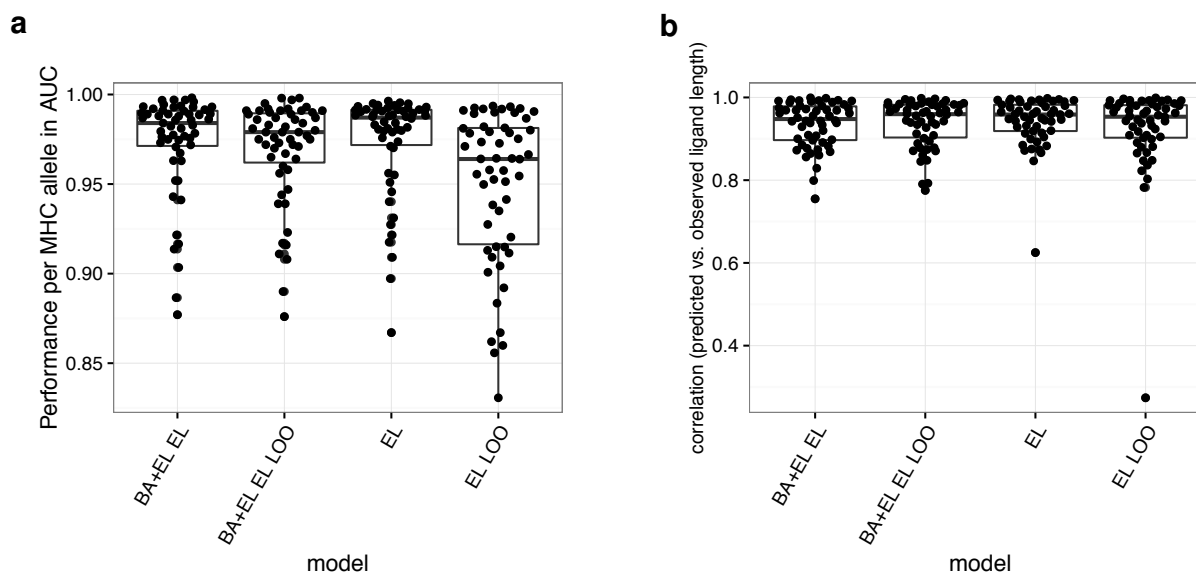 a
Performance per MHC allele in AUC
1.00
0.95
0.90
0.85
BA+EL EL
BA+EL EL LOO
EL
EL LOO
model
b
correlation (predicted vs. observed ligand length)
1.0
0.8
0.6
0.4
BA+EL EL
BA+EL EL LOO
EL
EL LOO
model